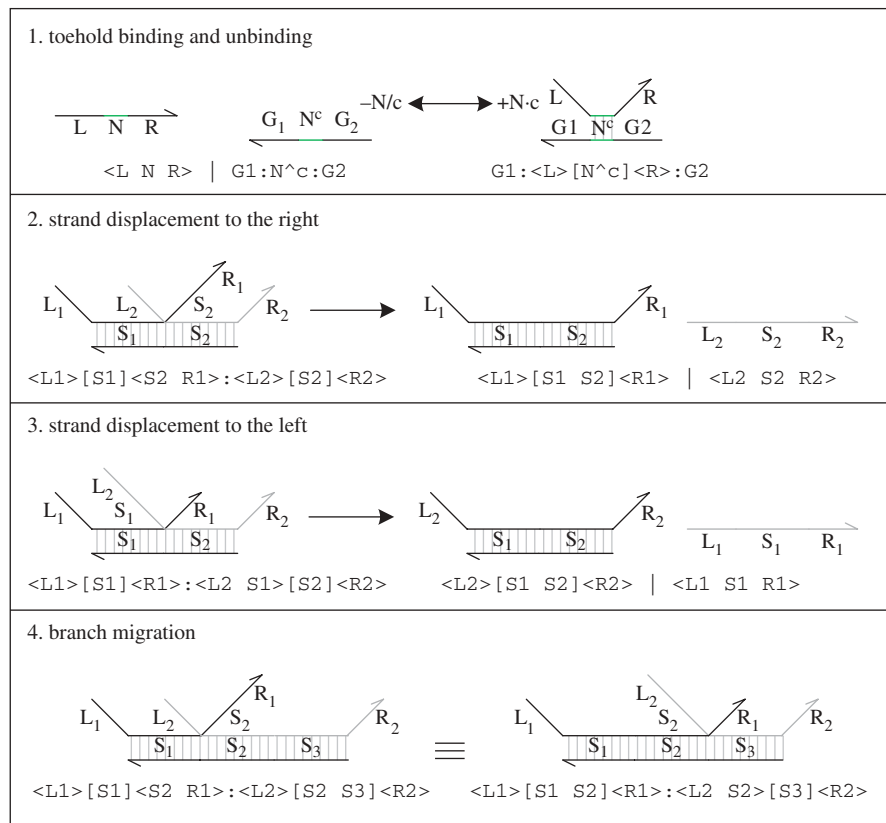 1. toehold binding and unbinding
L N R
G₁ Nᶜ G₂
–N/c
+N·c
L R
G1 Nᶜ G2
<L N R> | G1:N^c:G2
G1:<L>[N^c]<R>:G2
2. strand displacement to the right
L₁ L₂ S₂ R₁ R₂
S₁ S₂
L₁ R₁
S₁ S₂
L₂ S₂ R₂
<L1>[S1]<S2 R1>:<L2>[S2]<R2>
<L1>[S1 S2]<R1> | <L2 S2 R2>
3. strand displacement to the left
L₁ L₂ S₁ R₁ R₂
S₁ S₂
L₂ R₂
S₁ S₂
L₁ S₁ R₁
<L1>[S1]<R1>:<L2 S1>[S2]<R2>
<L2>[S1 S2]<R2> | <L1 S1 R1>
4. branch migration
L₁ L₂ S₂ R₁ R₂
S₁ S₂ S₃
≡
L₁ L₂ S₂ R₁ R₂
S₁ S₂ S₃
<L1>[S1]<S2 R1>:<L2>[S2 S3]<R2>
<L1>[S1 S2]<R1>:<L2 S2>[S3]<R2>